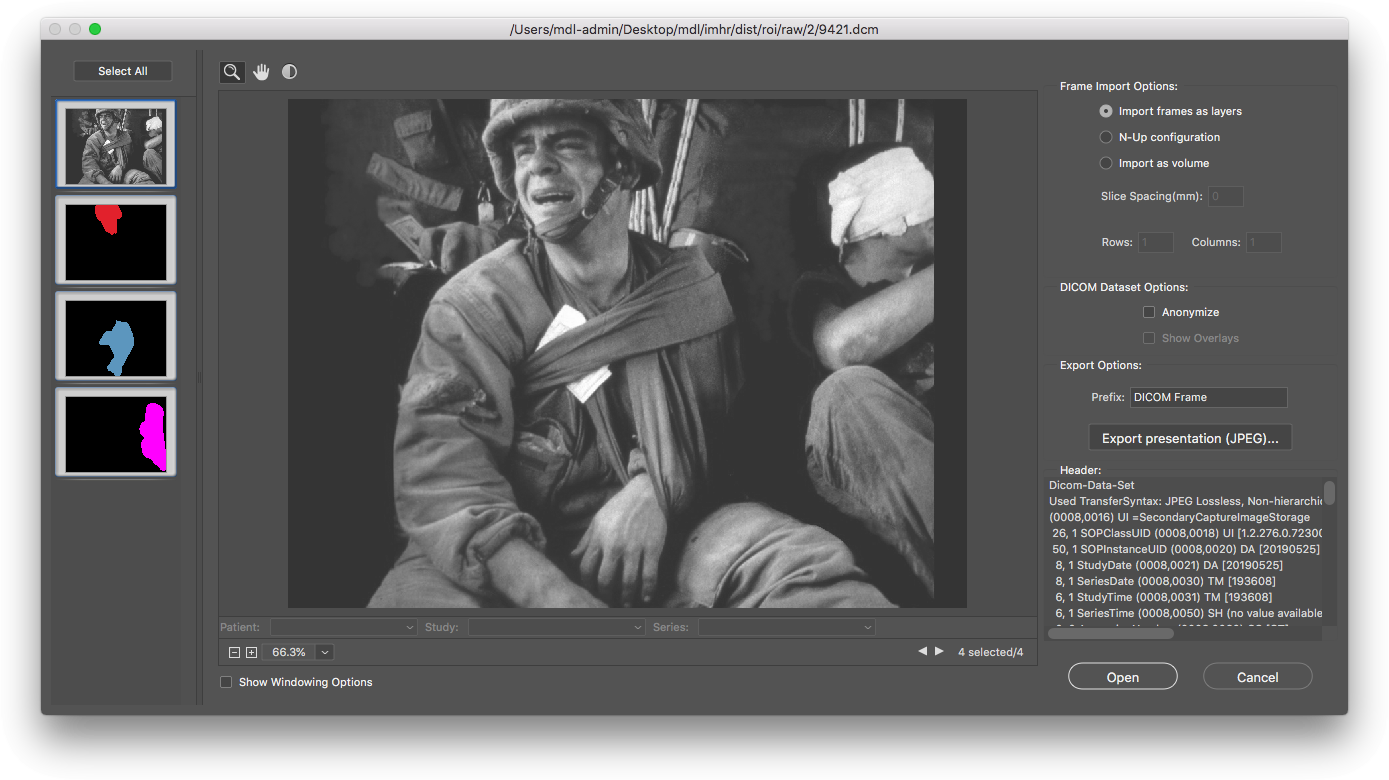 /Users/mdl-admin/Desktop/mdl/imhr/dist/roi/raw/2/9421.dcm
Select All
Frame Import Options:
Import frames as layers
N-Up configuration
Import as volume
Slice Spacing(mm): 0
Rows: 1 Columns: 1
DICOM Dataset Options:
Anonymize
Show Overlays
Export Options:
Prefix: DICOM Frame
Export presentation (JPEG)...
Header:
Dicom-Data-Set
Used TransferSyntax: JPEG Lossless, Non-hierarchic
(0008,0016) UI =SecondaryCaptureImageStorage
26, 1 SOPClassUID (0008,0018) UI [1.2.276.0.72300
50, 1 SOPInstanceUID (0008,0020) DA [20190525]
8, 1 StudyDate (0008,0021) DA [20190525]
8, 1 SeriesDate (0008,0030) TM [193608]
6, 1 StudyTime (0008,0031) TM [193608]
6, 1 SeriesTime (0008,0050) SH (no value available
Patient: Study: Series:
66.3% 4 selected/4
Show Windowing Options
Open Cancel